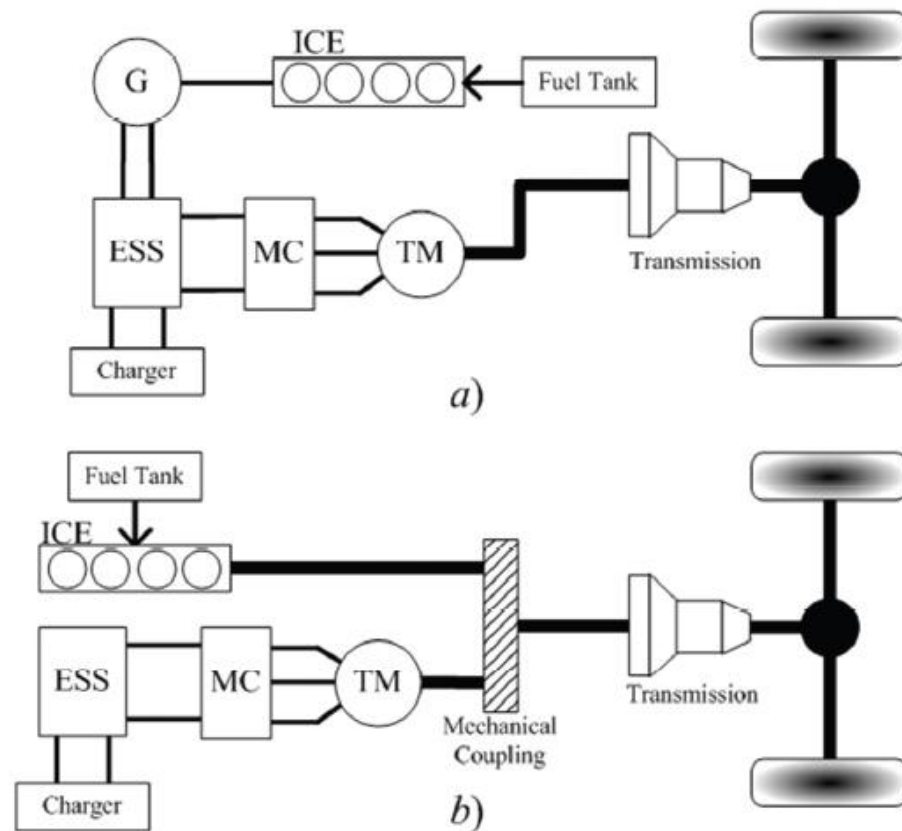 ICE
G
Fuel Tank
ESS
MC
TM
Transmission
Charger
a)
Fuel Tank
ICE
ESS
MC
TM
Transmission
Mechanical
Coupling
Charger
b)